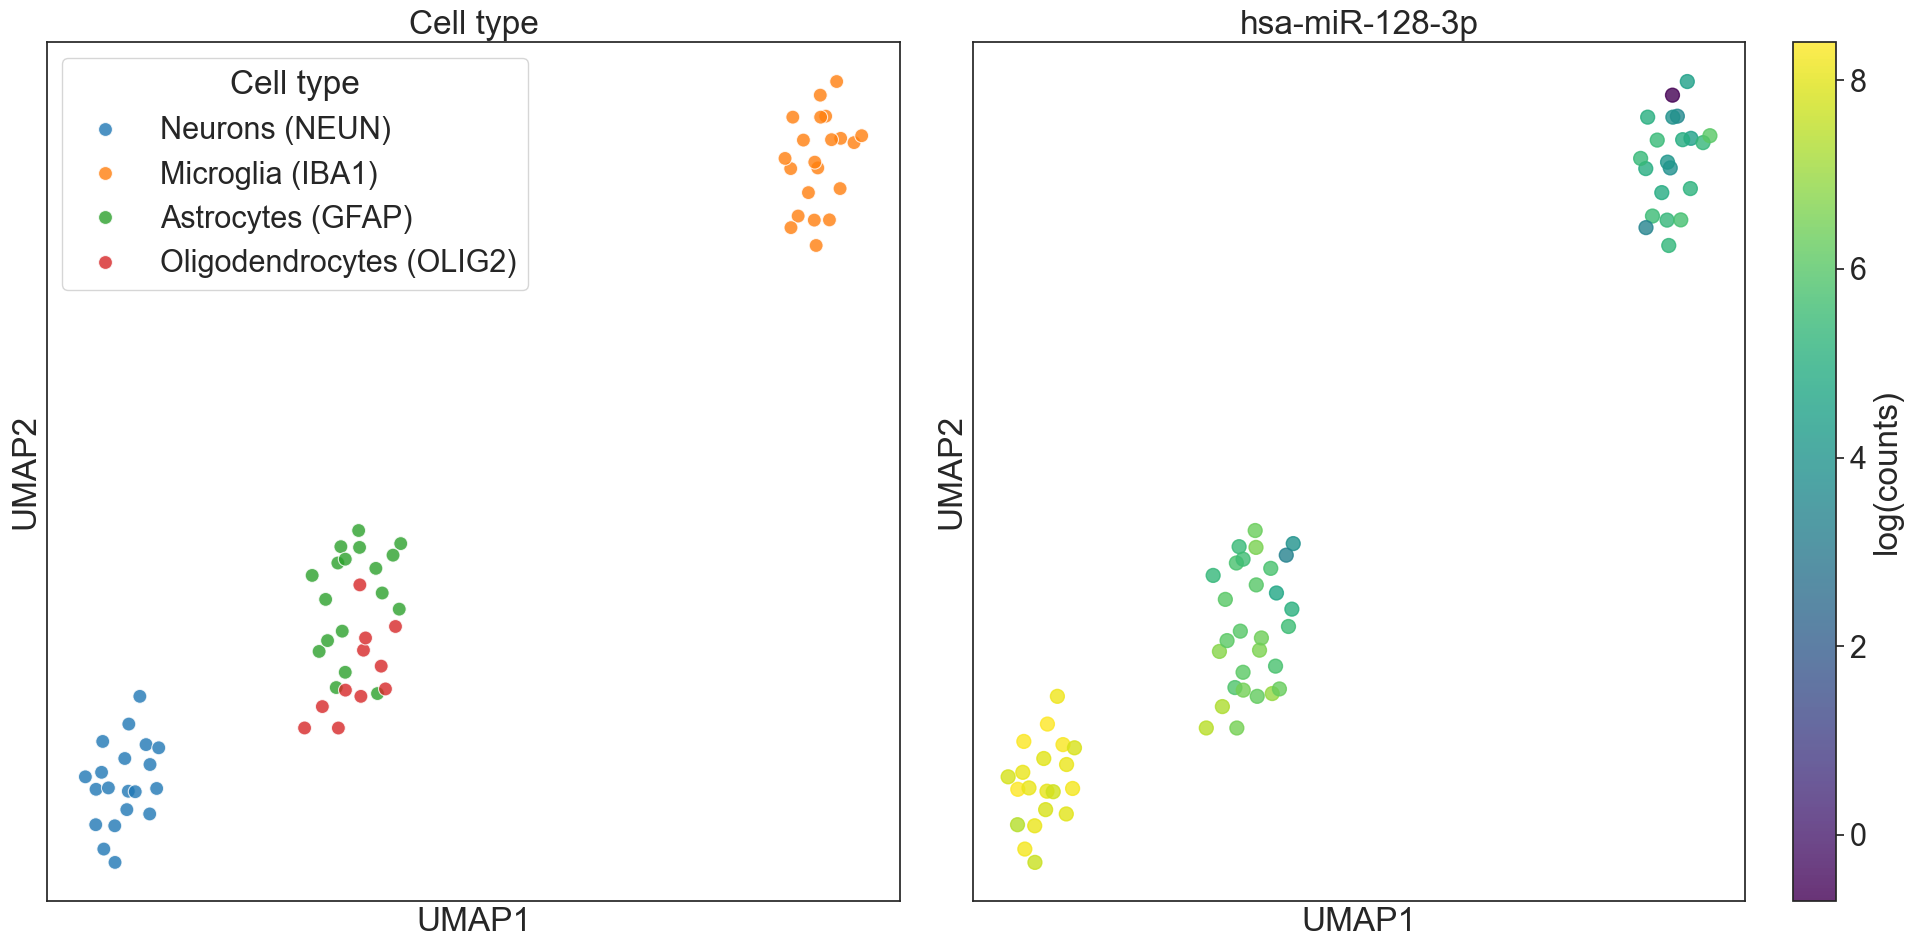 Cell type
Cell type
Neurons (NEUN)
Microglia (IBA1)
Astrocytes (GFAP)
Oligodendrocytes (OLIG2)
UMAP2
UMAP1
hsa-miR-128-3p
UMAP2
UMAP1
8
6
4
2
0
log(counts)